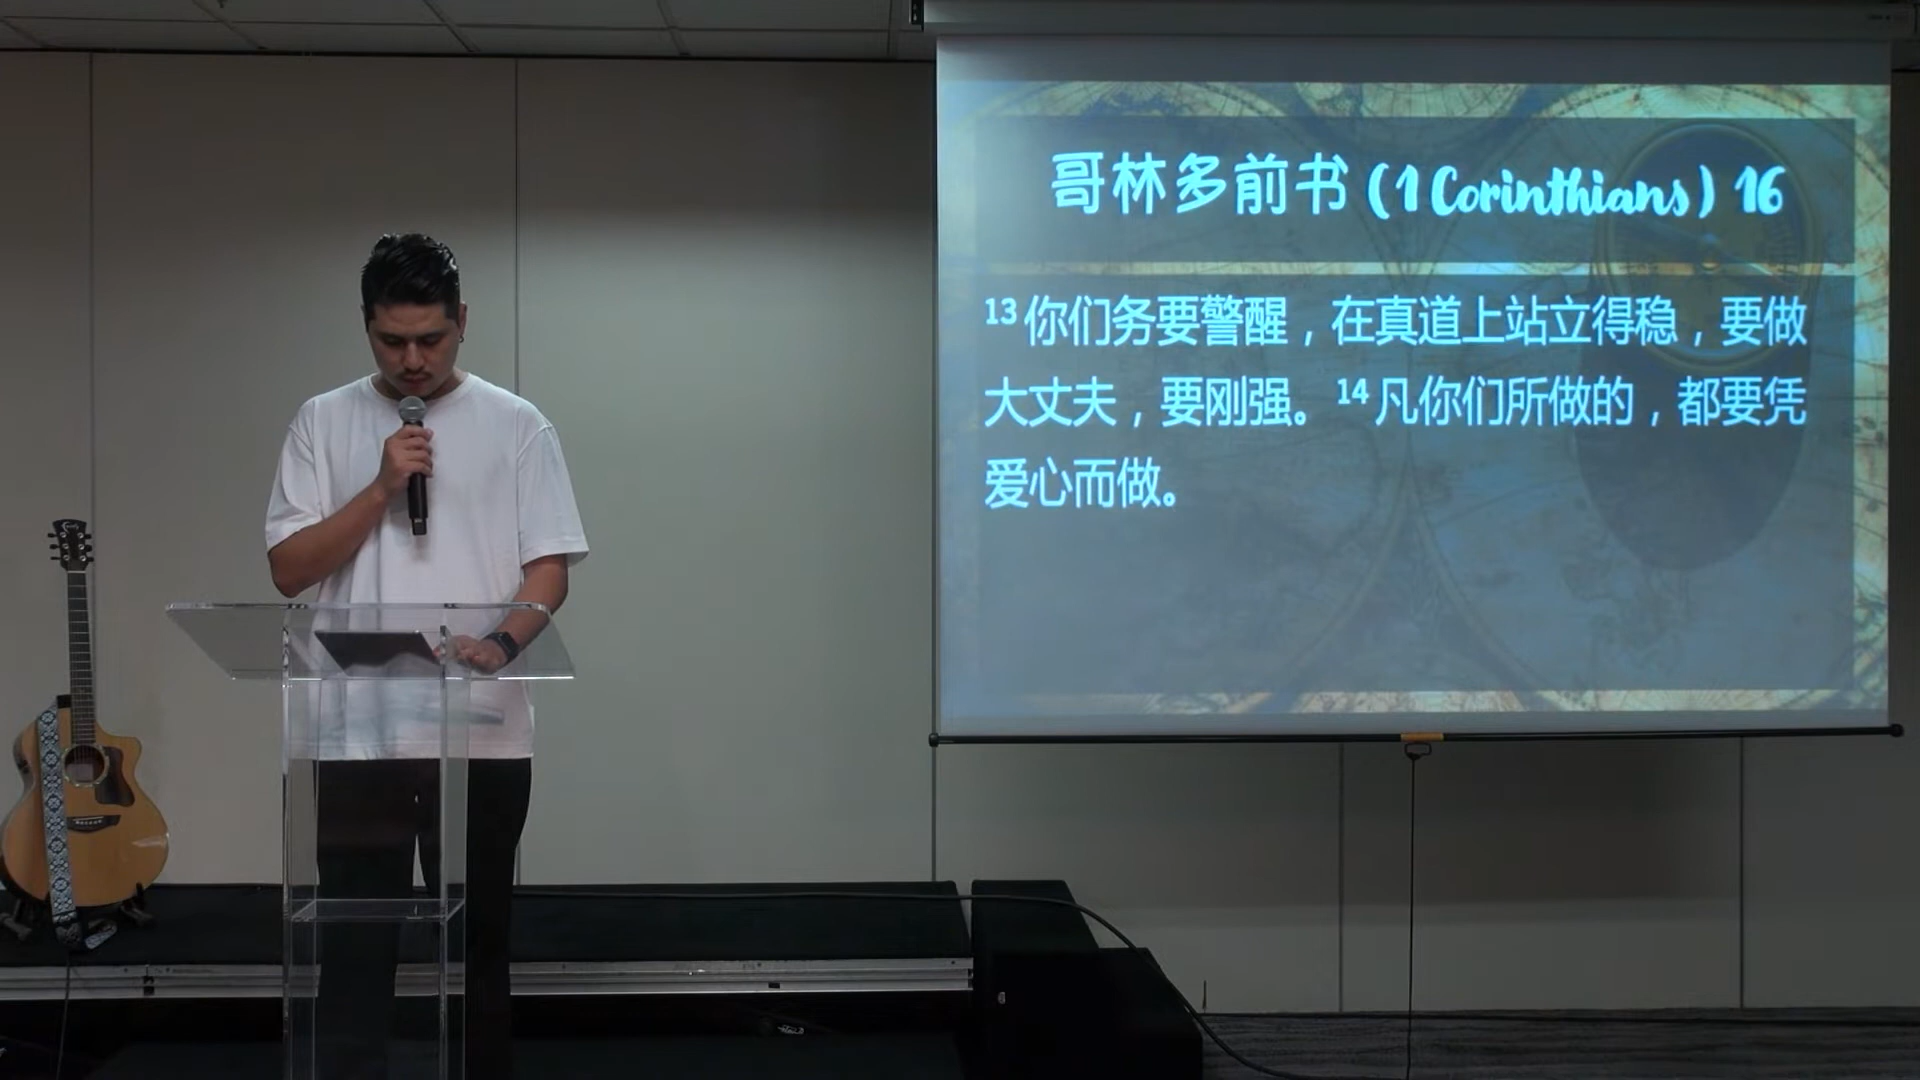 哥林多前书 (1 Corinthians) 16
13 你们务要警醒，在真道上站立得稳，要做
大丈夫，要刚强。14 凡你们所做的，都要凭
爱心而做。